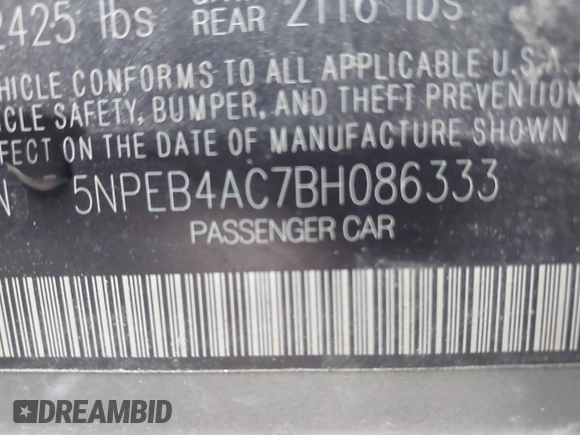 2425 lbs REAR 2116 lbs
HICLE CONFORMS TO ALL APPLICABLE U.S.A.
CLE SAFETY, BUMPER, AND THEFT PREVENTION
FECT ON THE DATE OF MANUFACTURE SHOWN
N 5NPEB4AC7BH086333
PASSENGER CAR
DREAMBID